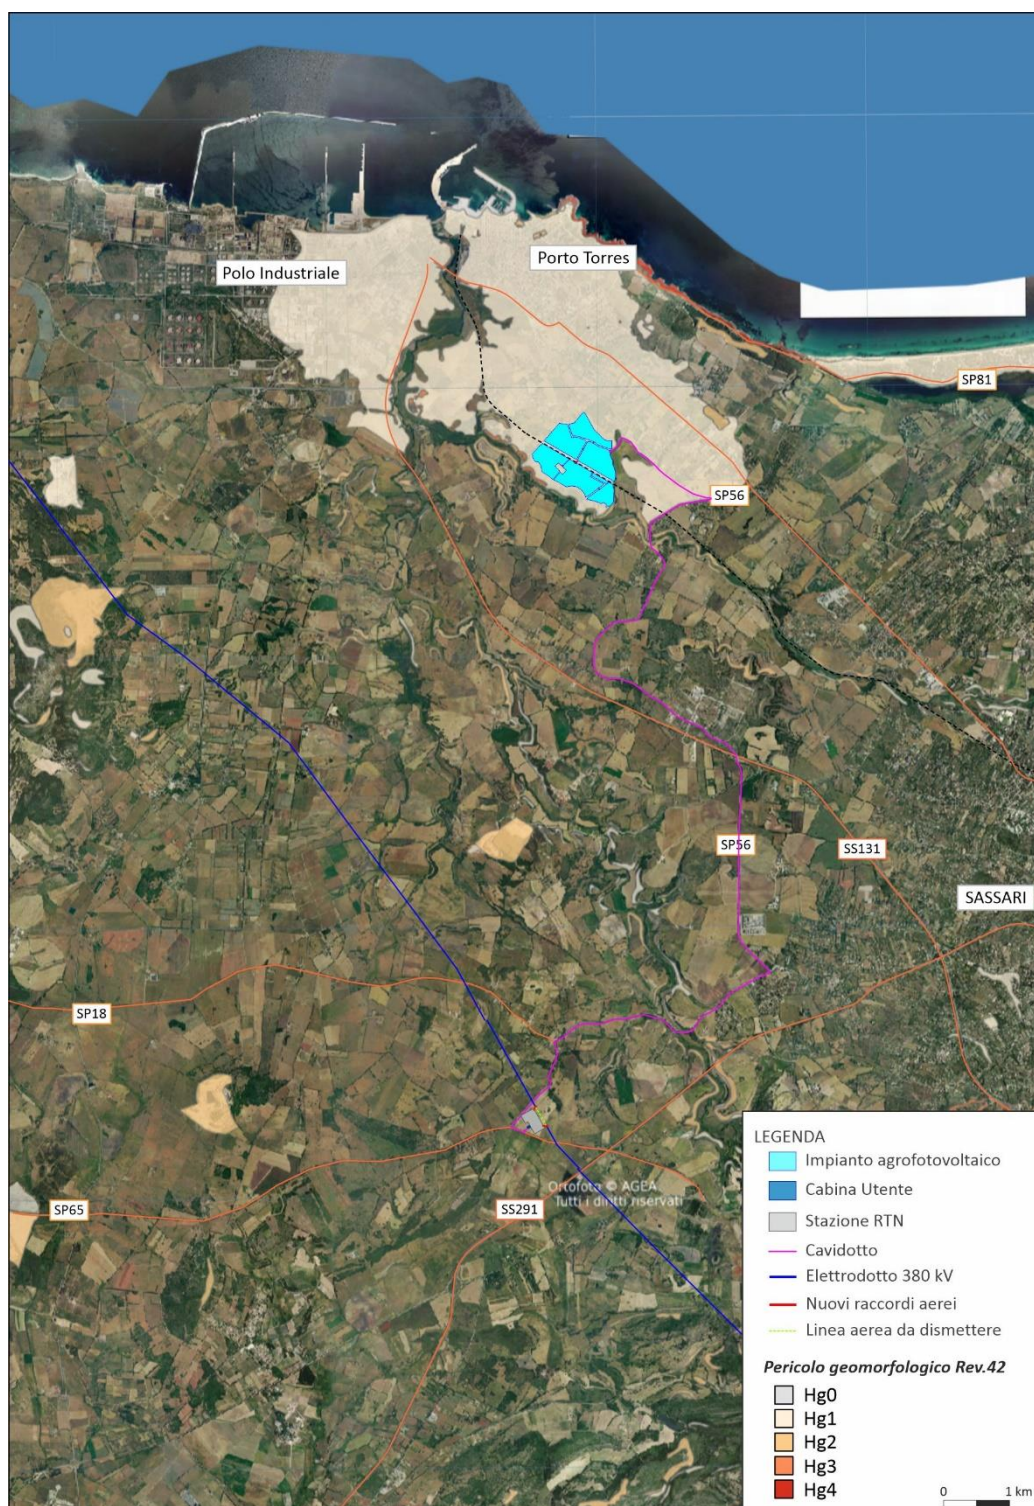 Polo Industriale
Porto Torres
SP81
SP56
SP56
SS131
SASSARI
SP18
Ortofoto © AGEA.
Tutti i diritti riservati
SP65
SS291
LEGENDA
Impianto agrofotovoltaico
Cabina Utente
Stazione RTN
Cavidotto
Elettrodotto 380 kV
Nuovi raccordi aerei
Linea aerea da dismettere
Pericolo geomorfologico Rev.42
Hg0
Hg1
Hg2
Hg3
Hg4
0 1 km